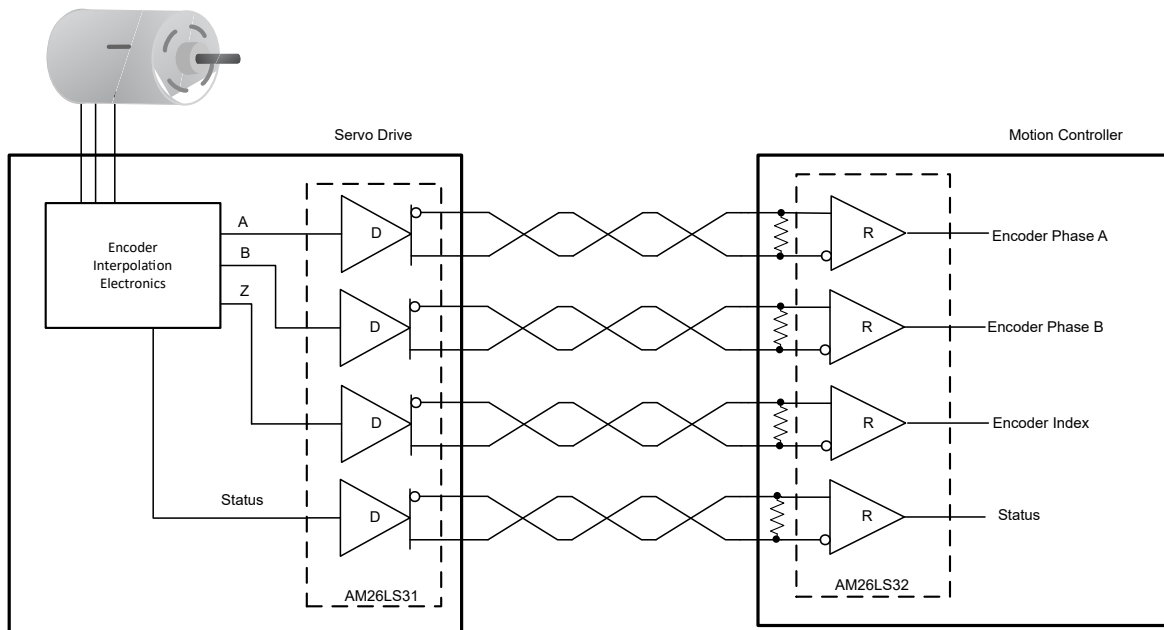 Servo Drive
Motion Controller
Encoder
Interpolation
Electronics
A
B
Z
Status
D
D
D
D
AM26LS31
R
R
R
R
AM26LS32
Encoder Phase A
Encoder Phase B
Encoder Index
Status